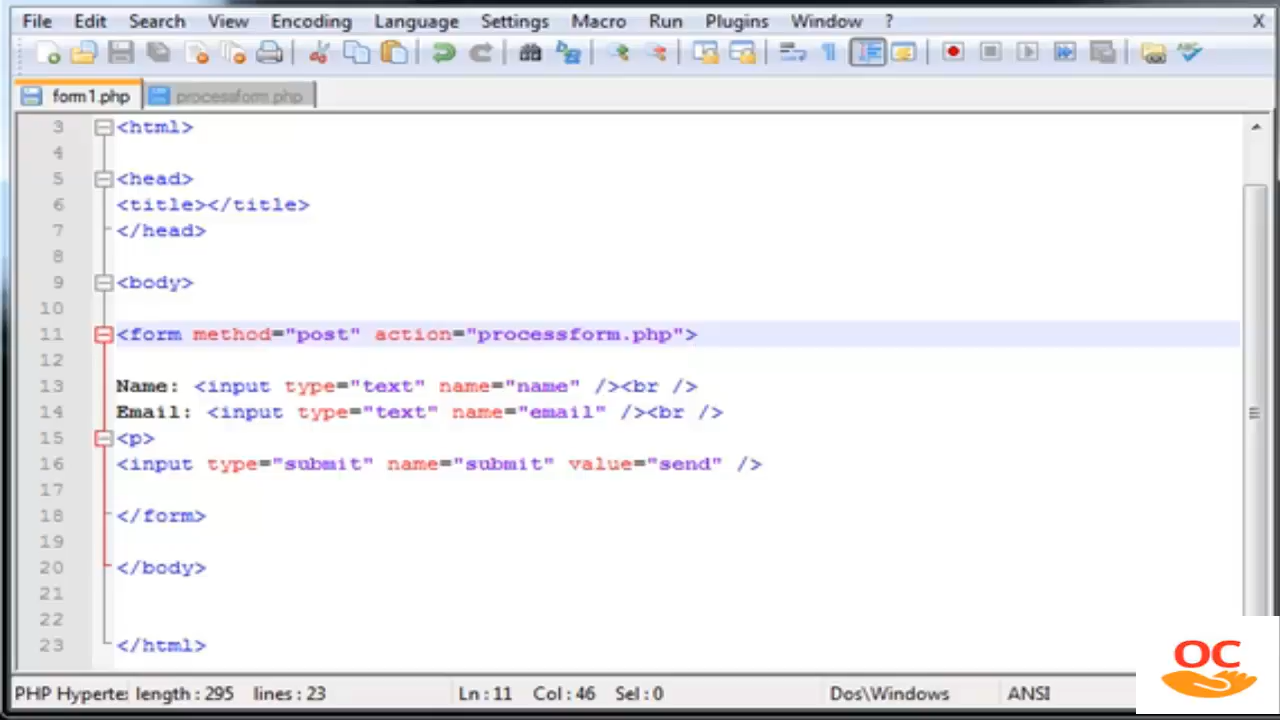 File Edit Search View Encoding Language Settings Macro Run Plugins Window ? X
form1.php processform.php
3 <html>
4
5 <head>
6 <title></title>
7 </head>
8
9 <body>
10
11 <form method="post" action="processform.php">
12
13 Name: <input type="text" name="name" /><br />
14 Email: <input type="text" name="email" /><br />
15 <p>
16 <input type="submit" name="submit" value="send" />
17
18 </form>
19
20 </body>
21
22
23 </html>
PHP Hyperte length : 295 lines : 23 Ln : 11 Col : 46 Sel : 0 Dos\Windows ANSI
OC